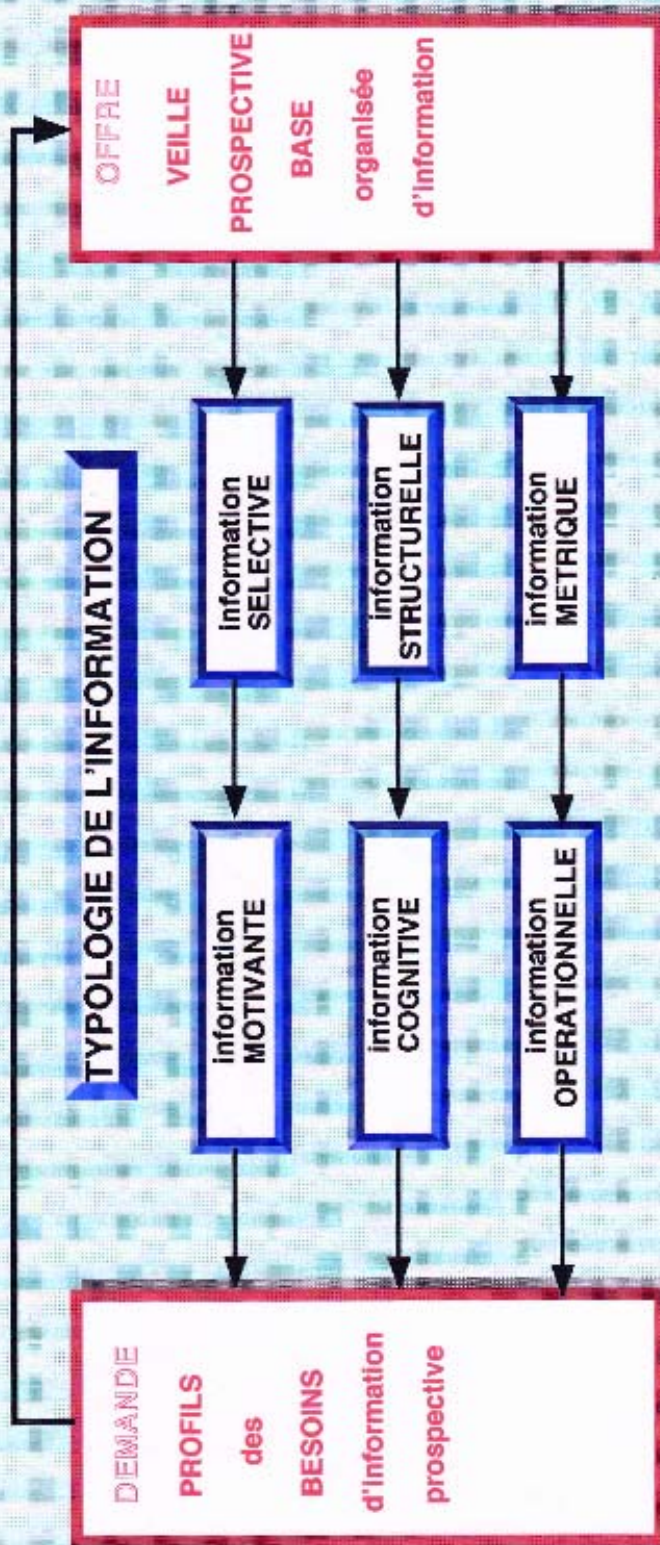 TYPOLOGIE DE L'INFORMATION
DEMANDE
PROFILS
des
BESOINS
d'Information
prospective
information
MOTIVANTE
information
SELECTIVE
information
COGNITIVE
information
STRUCTURELLE
information
OPERATIONNELLE
information
METRIQUE
OFFRE
VEILLE
PROSPECTIVE
BASE
organisée
d'Information